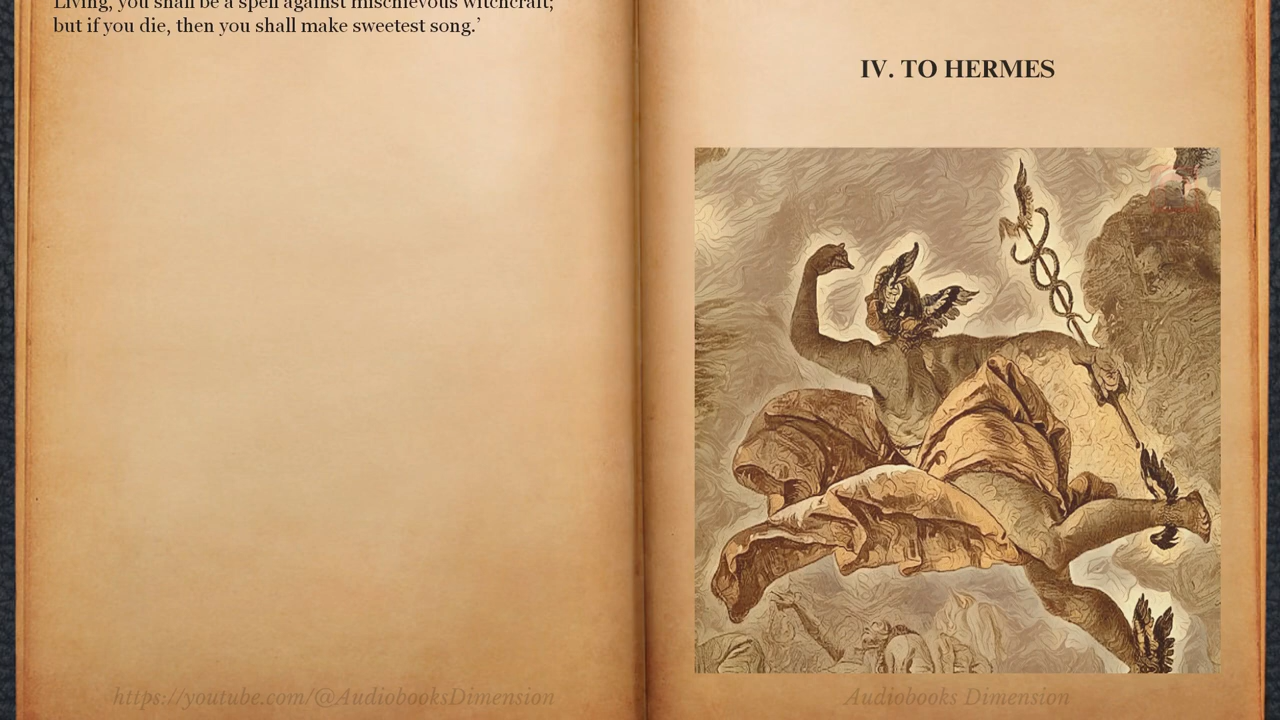 Living, you shall be a spell against mischievous witchcraft;
but if you die, then you shall make sweetest song.’
IV. TO HERMES
https://youtube.com/@AudiobooksDimension
Audiobooks Dimension